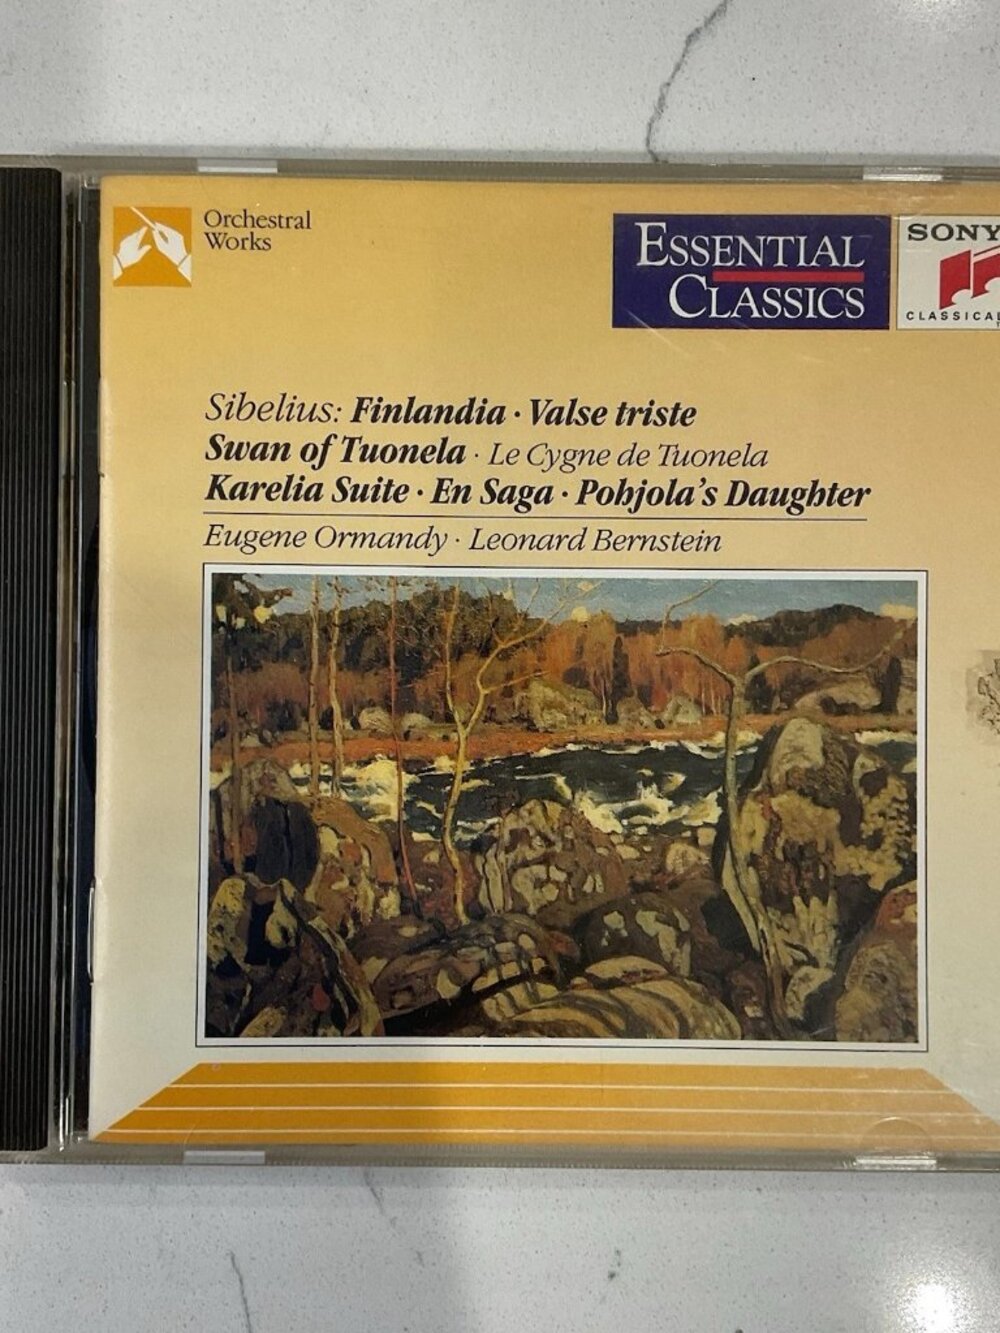 Orchestral
Works
ESSENTIAL
CLASSICS
SONY
CLASSICAL
Sibelius: Finlandia · Valse triste
Swan of Tuonela · Le Cygne de Tuonela
Karelia Suite · En Saga · Pohjola's Daughter
Eugene Ormandy · Leonard Bernstein